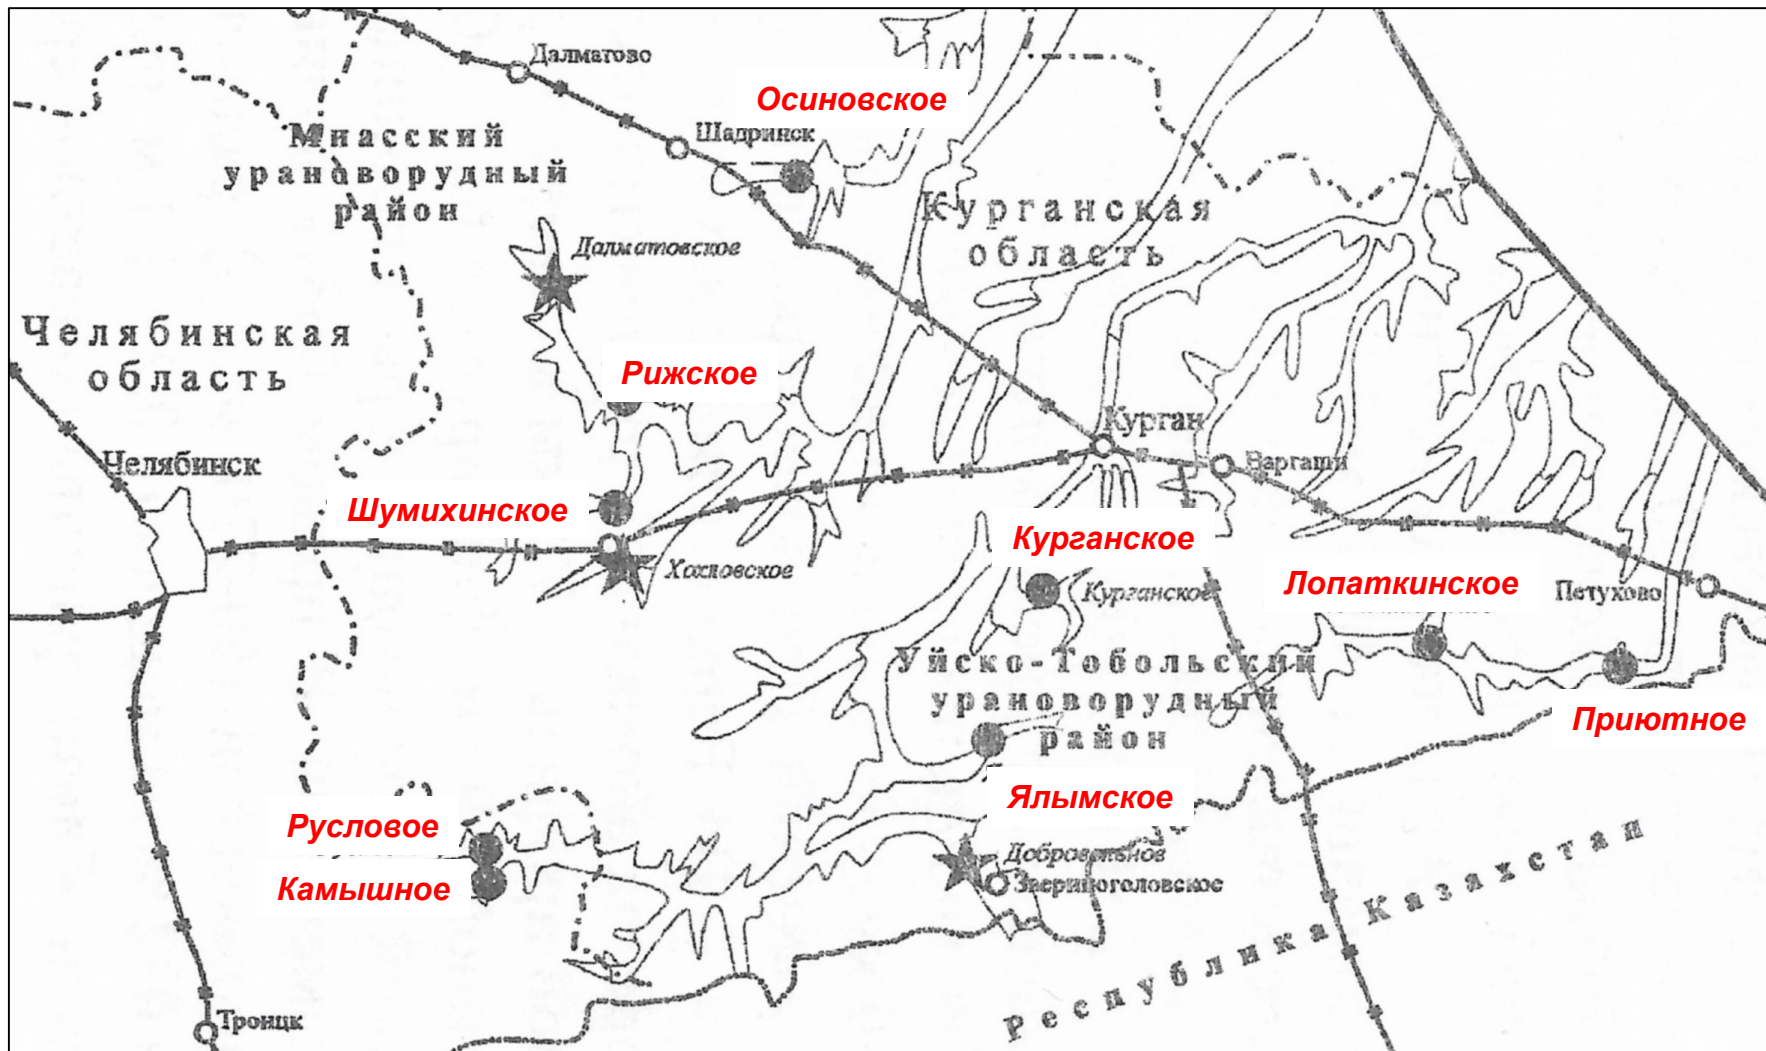 Далматово
Осиновское
Шадринск
Миасский
урановорудный
район
Курганская
область
Далматовское
Челябинская
область
Рижское
Курган
Варгаши
Челябинск
Шумихинское
Курганское
Хохловское
Лопаткинское
Курганское
Петухово
Уйско-Тобольский
урановорудный
район
Приютное
Ялымское
Русловое
Добровольное
Звериноголовское
Камышное
Республика Казахстан
Троицк